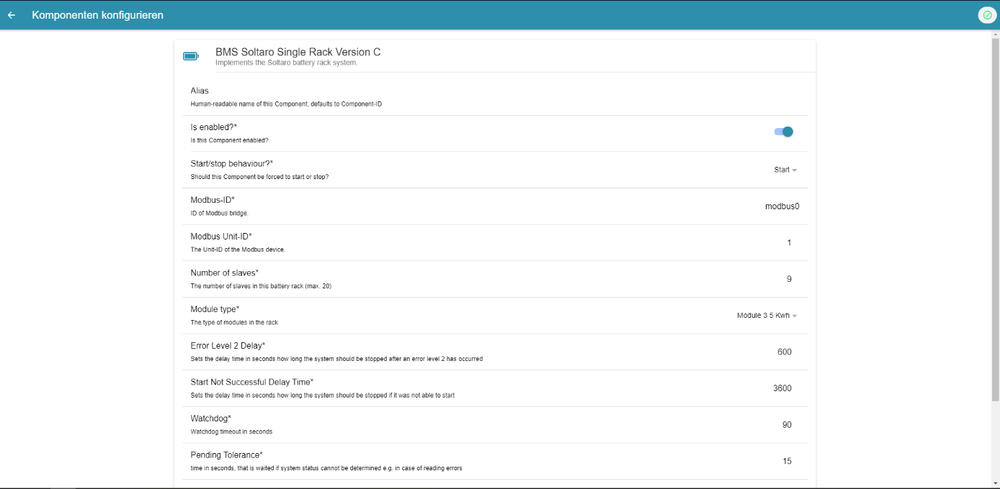 Komponenten konfigurieren
BMS Soltaro Single Rack Version C
Implements the Soltaro battery rack system.
Alias
Human-readable name of this Component; defaults to Component-ID
Is enabled?*
Is this Component enabled?
Start/stop behaviour?*
Should this Component be forced to start or stop?
Start
Modbus-ID*
ID of Modbus bridge.
modbus0
Modbus Unit-ID*
The Unit-ID of the Modbus device.
1
Number of slaves*
The number of slaves in this battery rack (max. 20)
9
Module type*
The type of modules in the rack
Module 3 5 Kwh
Error Level 2 Delay*
Sets the delay time in seconds how long the system should be stopped after an error level 2 has occurred
600
Start Not Successful Delay Time*
Sets the delay time in seconds how long the system should be stopped if it was not able to start
3600
Watchdog*
Watchdog timeout in seconds
90
Pending Tolerance*
time in seconds, that is waited if system status cannot be determined e.g. in case of reading errors
15